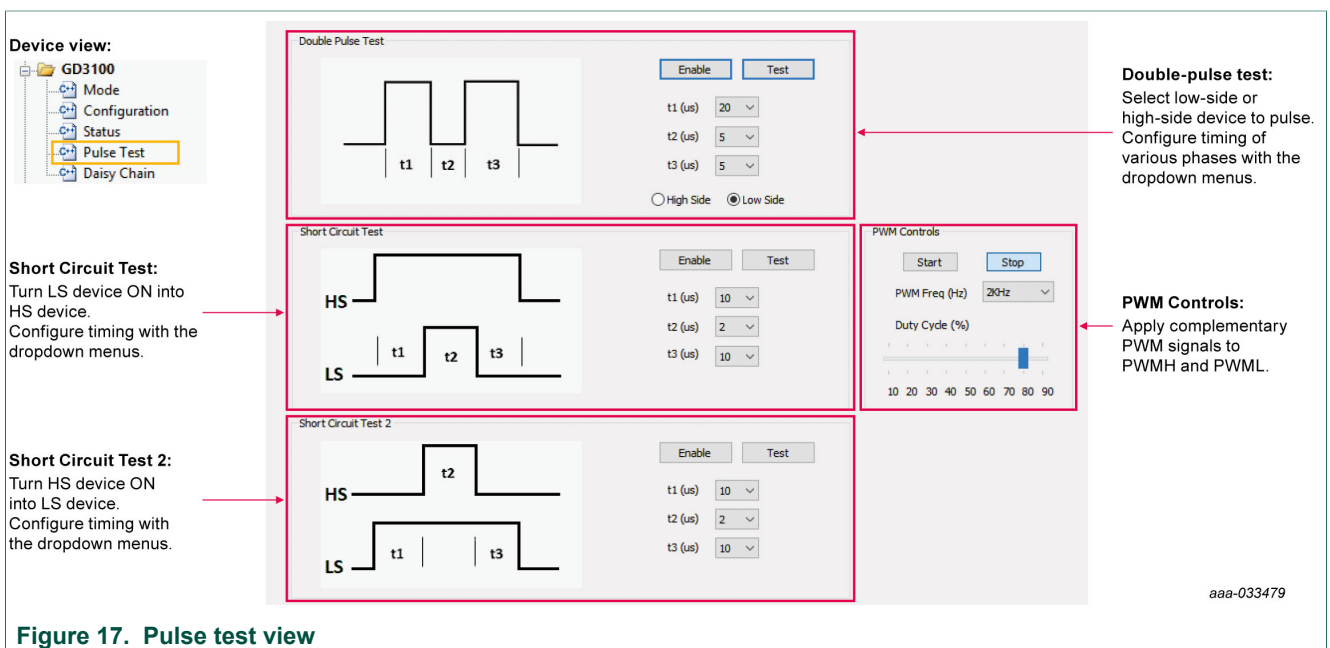 Device view:
GD3100
Mode
Configuration
Status
Pulse Test
Daisy Chain
Short Circuit Test:
Turn LS device ON into
HS device.
Configure timing with the
dropdown menus.
Short Circuit Test 2:
Turn HS device ON
into LS device.
Configure timing with
the dropdown menus.
Double Pulse Test
t1 t2 t3
Enable Test
t1 (us) 20
t2 (us) 5
t3 (us) 5
High Side Low Side
Short Circuit Test
HS
t1 t2 t3
LS
Enable Test
t1 (us) 10
t2 (us) 2
t3 (us) 10
Short Circuit Test 2
t2
HS
t1 t3
LS
Enable Test
t1 (us) 10
t2 (us) 2
t3 (us) 10
PWM Controls
Start Stop
PWM Freq (Hz) 2KHz
Duty Cycle (%)
10 20 30 40 50 60 70 80 90
Double-pulse test:
Select low-side or
high-side device to pulse.
Configure timing of
various phases with the
dropdown menus.
PWM Controls:
Apply complementary
PWM signals to
PWMH and PWML.
aaa-033479
Figure 17. Pulse test view